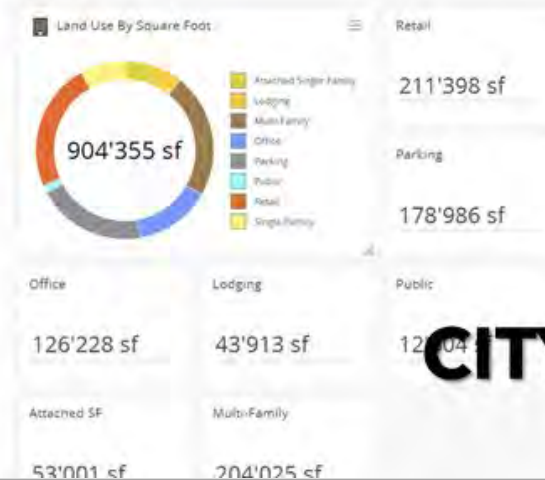 Land Use By Square Foot
904'355 sf
Attached Single Family
Lodging
Multi-Family
Office
Parking
Public
Retail
Single Family
Retail
211'398 sf
Parking
178'986 sf
Office
126'228 sf
Lodging
43'913 sf
Public
CITY
Attached SF
53'001 sf
Multi-Family
204'025 sf